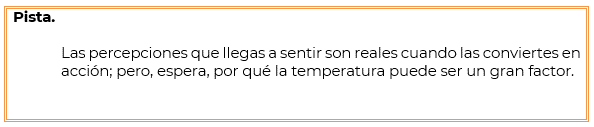 Pista.
Las percepciones que llegas a sentir son reales cuando las conviertes en
acción; pero, espera, por qué la temperatura puede ser un gran factor.